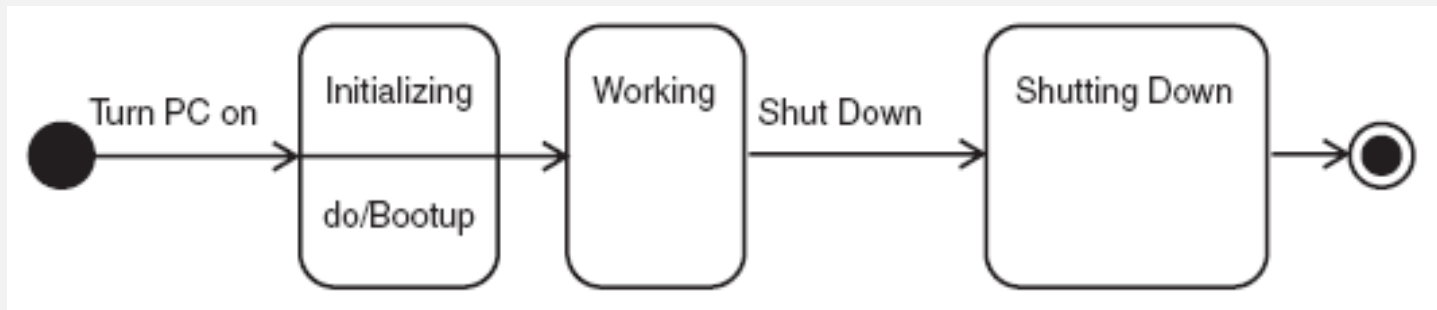 Turn PC on
Initializing
do/Bootup
Working
Shut Down
Shutting Down